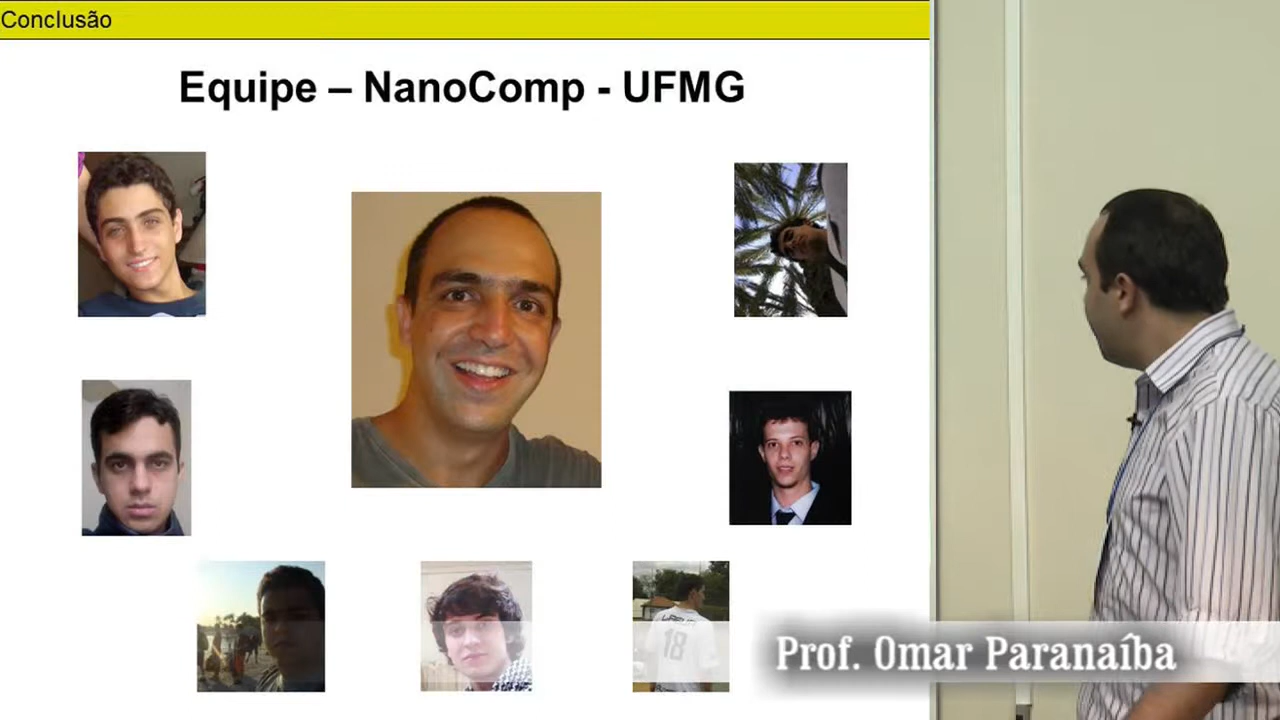 Conclusão
Equipe – NanoComp - UFMG
18
Prof. Omar Paranaíba